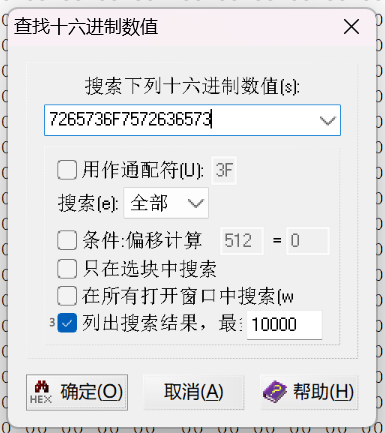 查找十六进制数值
搜索下列十六进制数值(s):
7265736F7572636573
用作通配符(U): 3F
搜索(e): 全部
条件:偏移计算 512 = 0
只在选块中搜索
在所有打开窗口中搜索(w
3 列出搜索结果，最 10000
HEX 确定(O) 取消(A) 帮助(H)